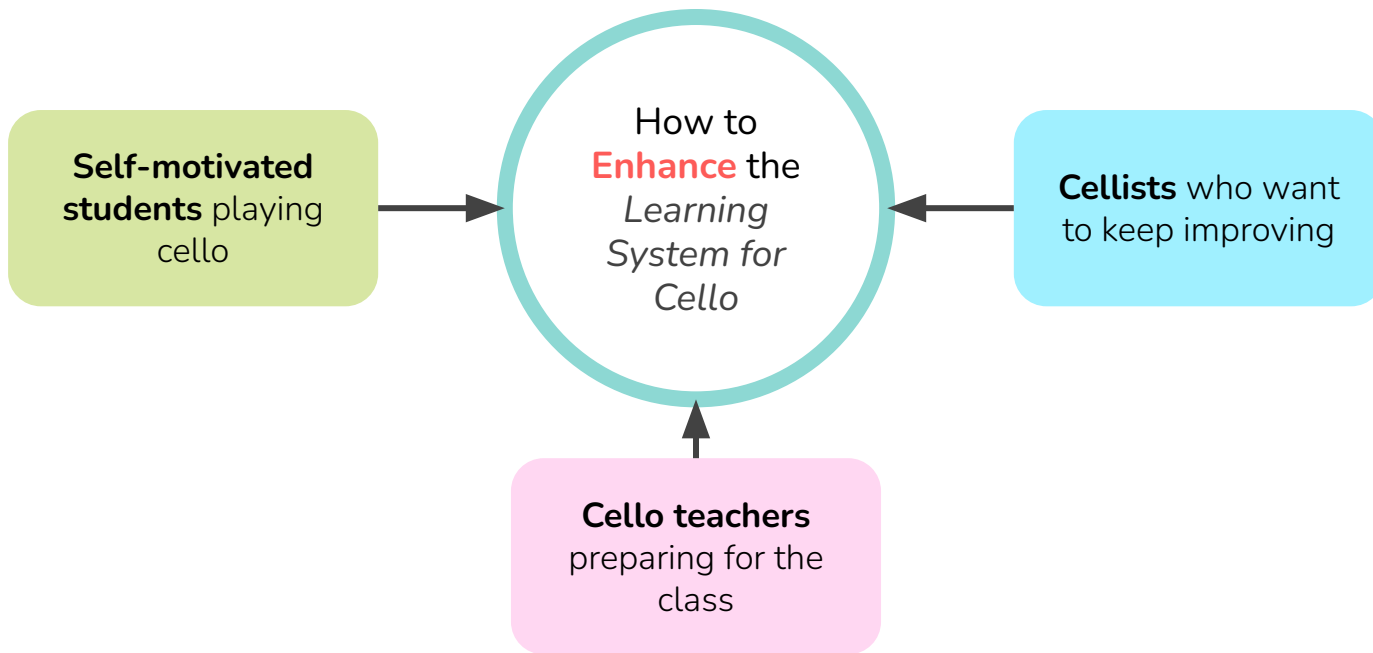 Self-motivated
students playing
cello
How to
Enhance the
Learning
System for
Cello
Cellists who want
to keep improving
Cello teachers
preparing for the
class